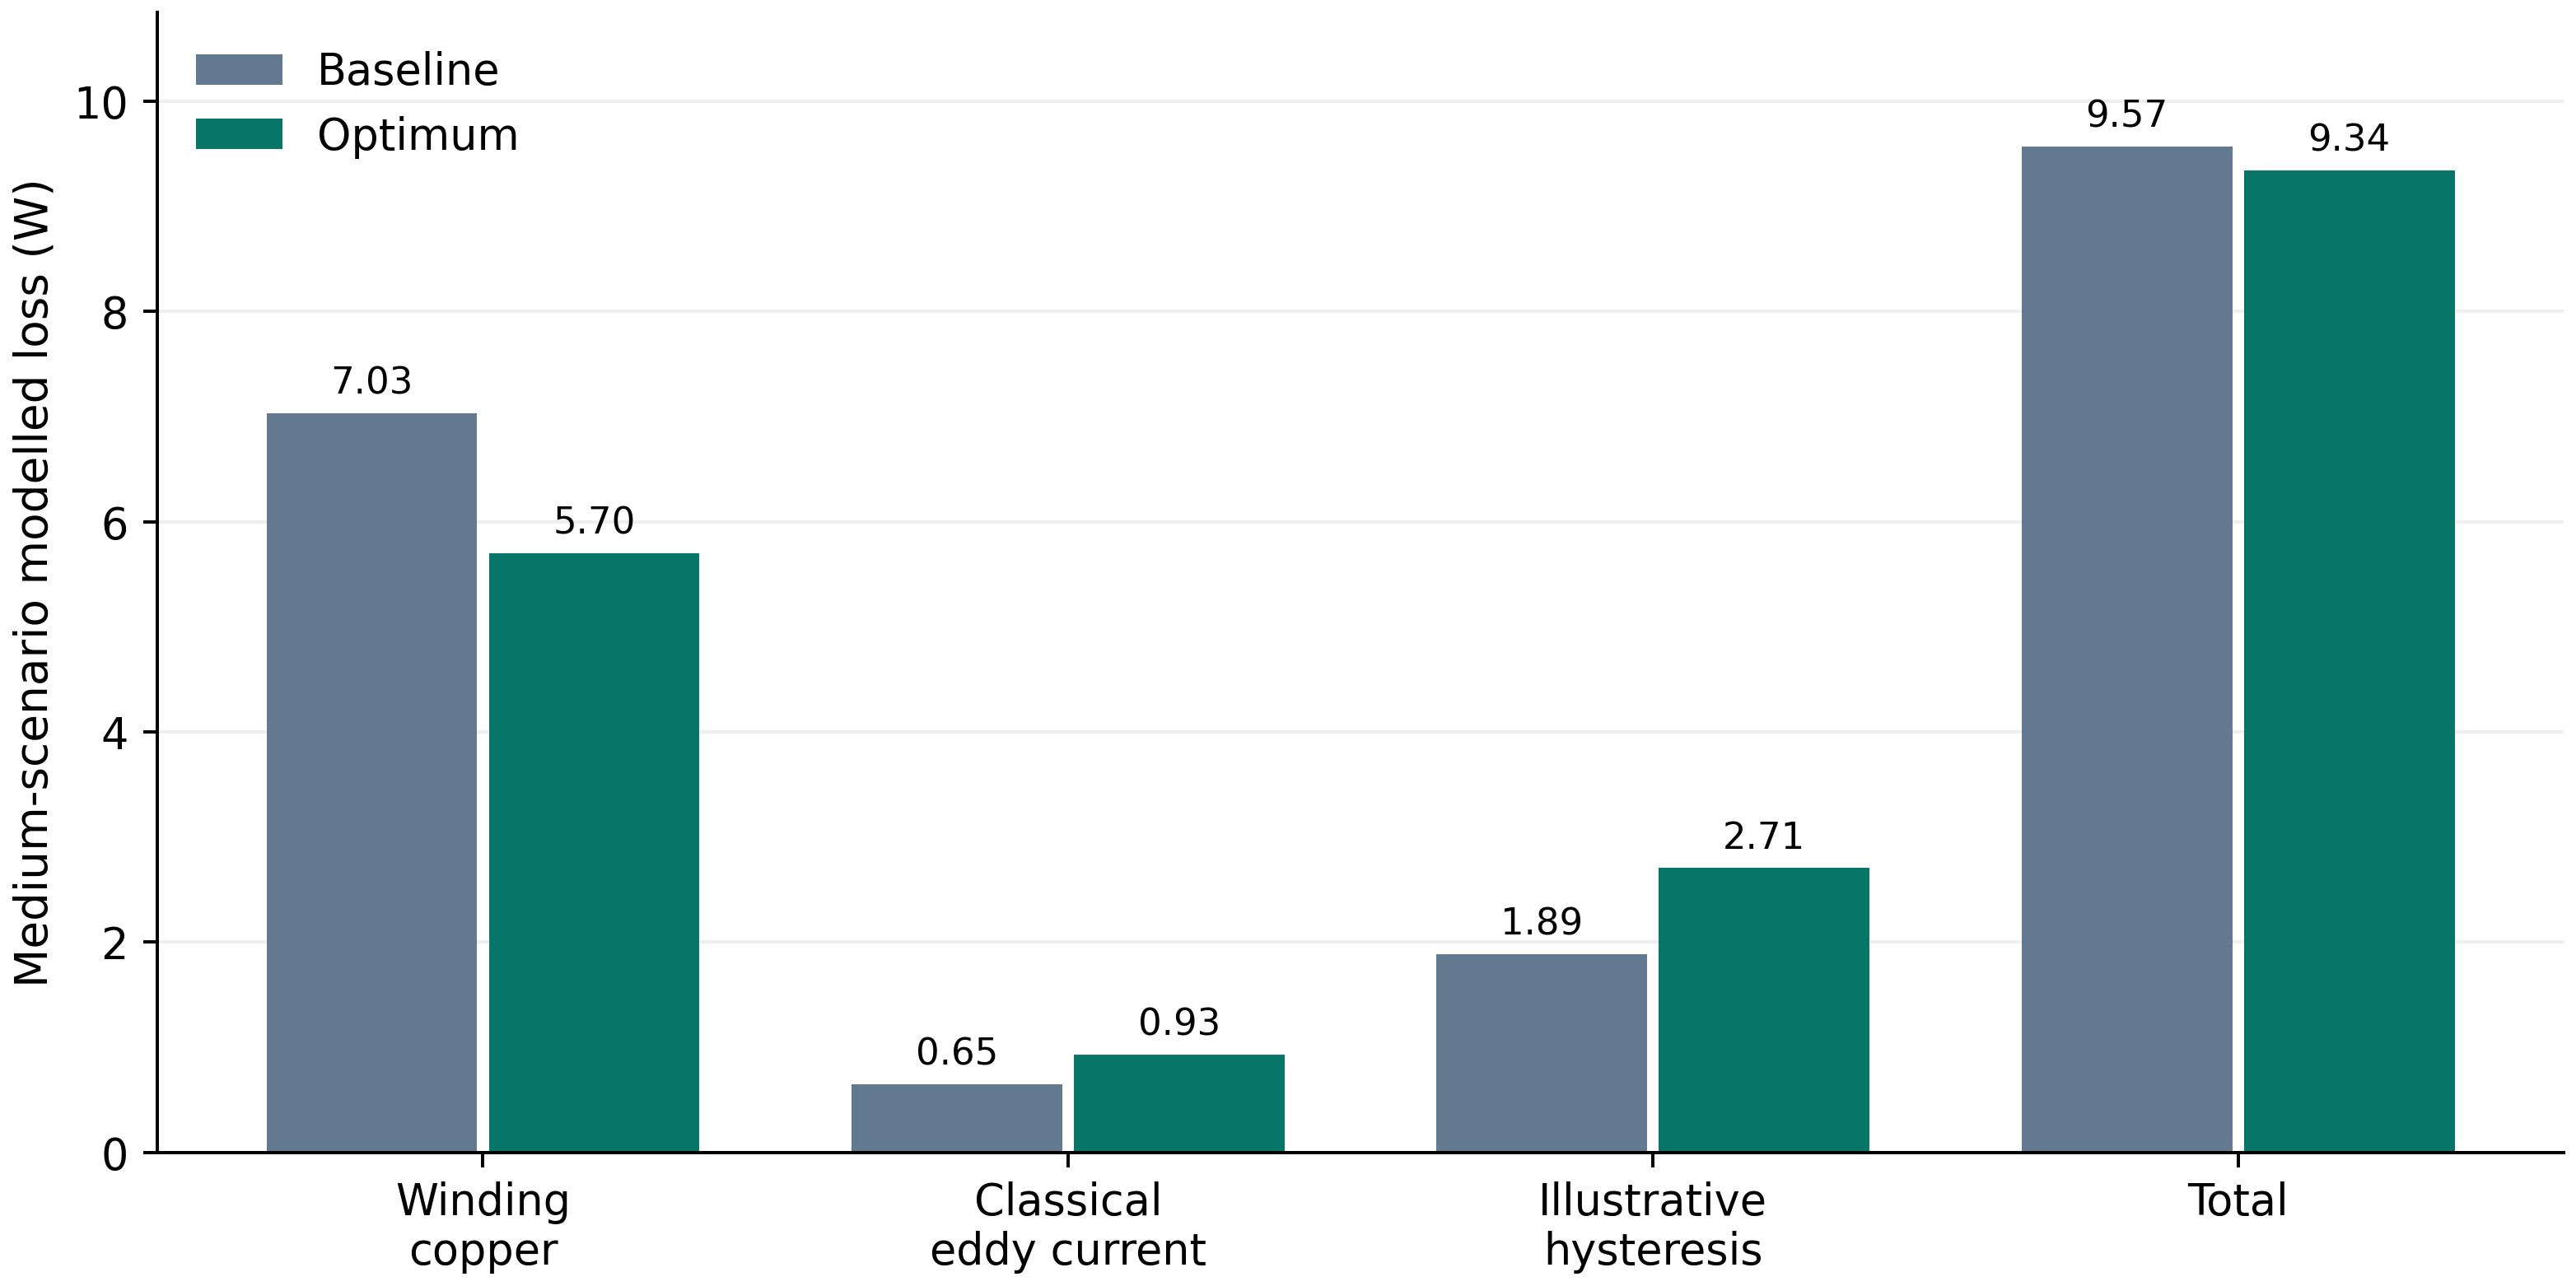 Baseline
Optimum
Medium-scenario modelled loss (W)
10
8
6
4
2
0
7.03
5.70
0.65
0.93
1.89
2.71
9.57
9.34
Winding
copper
Classical
eddy current
Illustrative
hysteresis
Total